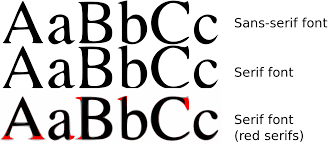 AaBbCc Sans-serif font
AaBbCc Serif font
AaBbCc Serif font
(red serifs)